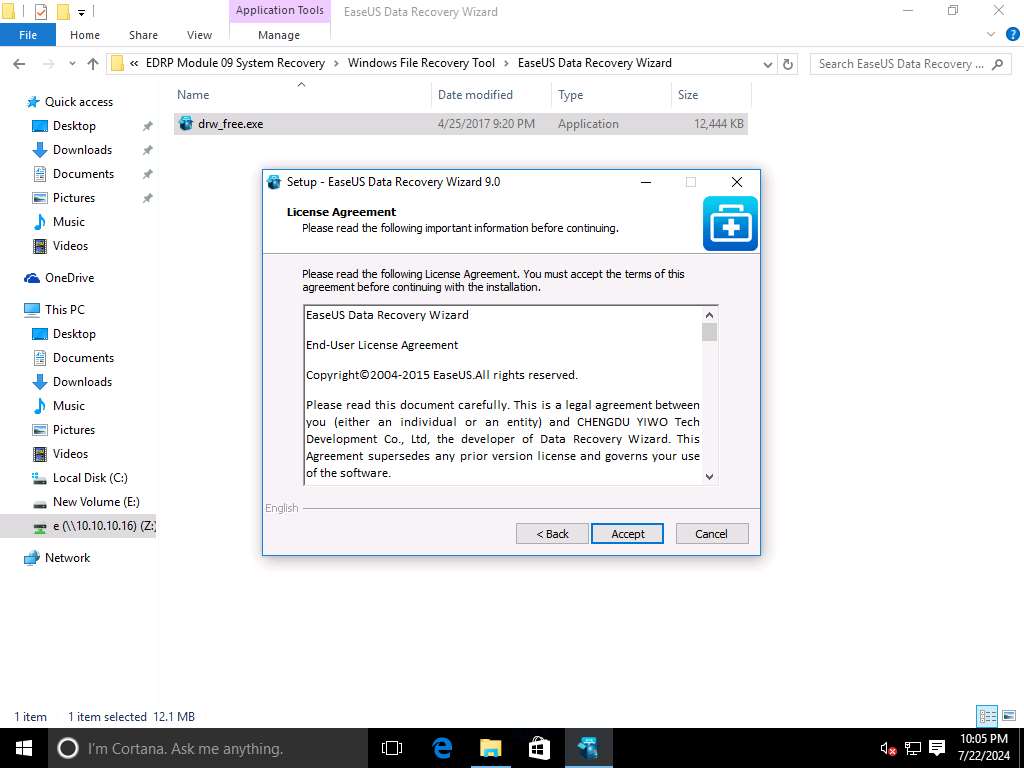 Application Tools
EaseUS Data Recovery Wizard
File
Home
Share
View
Manage
?
« EDRP Module 09 System Recovery › Windows File Recovery Tool › EaseUS Data Recovery Wizard
Search EaseUS Data Recovery ...
Name
Date modified
Type
Size
drw_free.exe
4/25/2017 9:20 PM
Application
12,444 KB
Quick access
Desktop
Downloads
Documents
Pictures
Music
Videos
OneDrive
This PC
Desktop
Documents
Downloads
Music
Pictures
Videos
Local Disk (C:)
New Volume (E:)
e (\\10.10.10.16) (Z:)
Network
Setup - EaseUS Data Recovery Wizard 9.0
License Agreement
Please read the following important information before continuing.
Please read the following License Agreement. You must accept the terms of this
agreement before continuing with the installation.
EaseUS Data Recovery Wizard
End-User License Agreement
Copyright©2004-2015 EaseUS.All rights reserved.
Please read this document carefully. This is a legal agreement between
you (either an individual or an entity) and CHENGDU YIWO Tech
Development Co., Ltd, the developer of Data Recovery Wizard. This
Agreement supersedes any prior version license and governs your use
of the software.
English
< Back
Accept
Cancel
1 item
1 item selected 12.1 MB
I'm Cortana. Ask me anything.
10:05 PM
7/22/2024